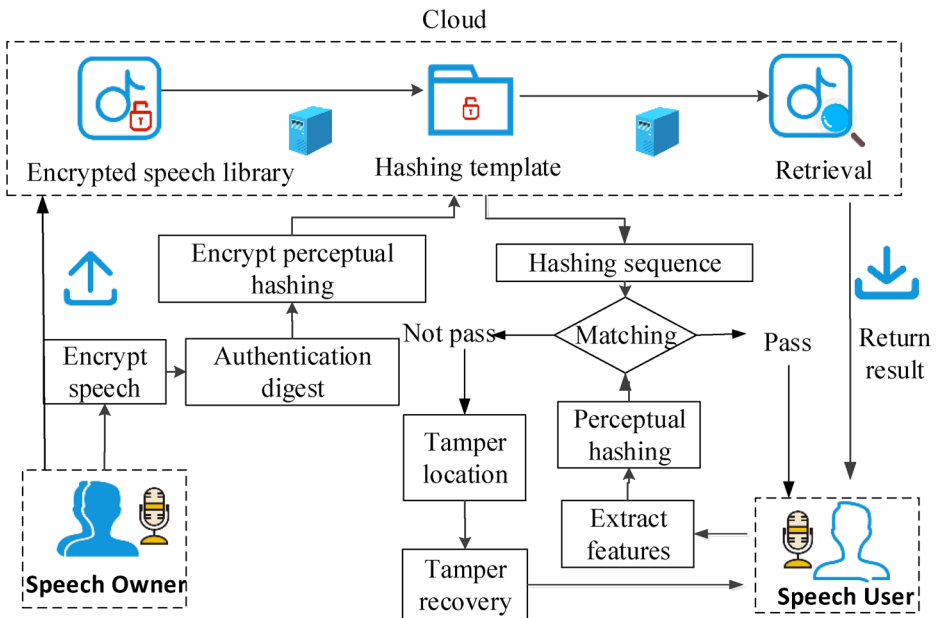 Cloud
Encrypted speech library
Hashing template
Retrieval
Encrypt perceptual
hashing
Hashing sequence
Not pass
Matching
Pass
Return
result
Encrypt
speech
Authentication
digest
Perceptual
hashing
Tamper
location
Extract
features
Tamper
recovery
Speech Owner
Speech User